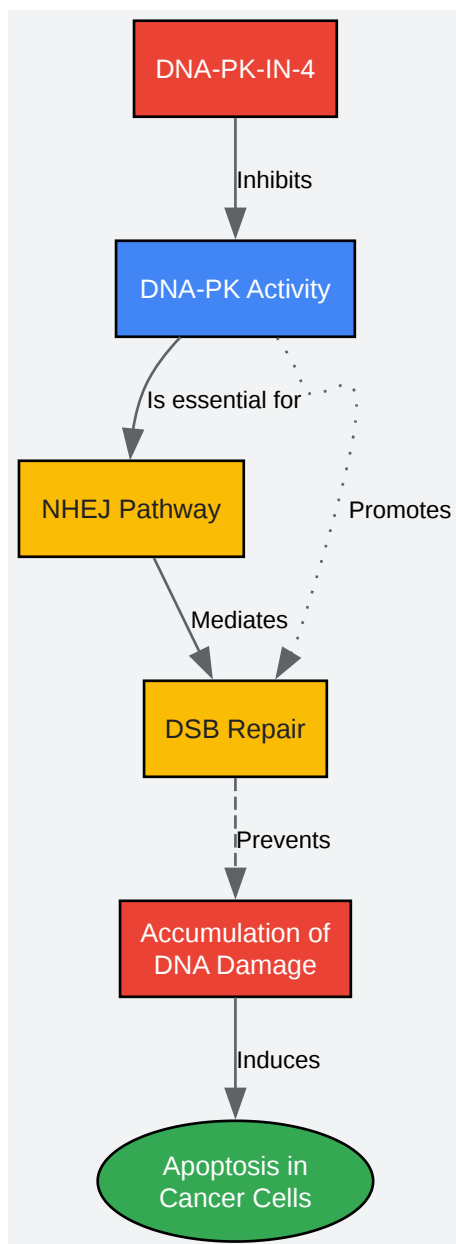 DNA-PK-IN-4
Inhibits
DNA-PK Activity
Is essential for
NHEJ Pathway
Promotes
Mediates
DSB Repair
Prevents
Accumulation of
DNA Damage
Induces
Apoptosis in
Cancer Cells